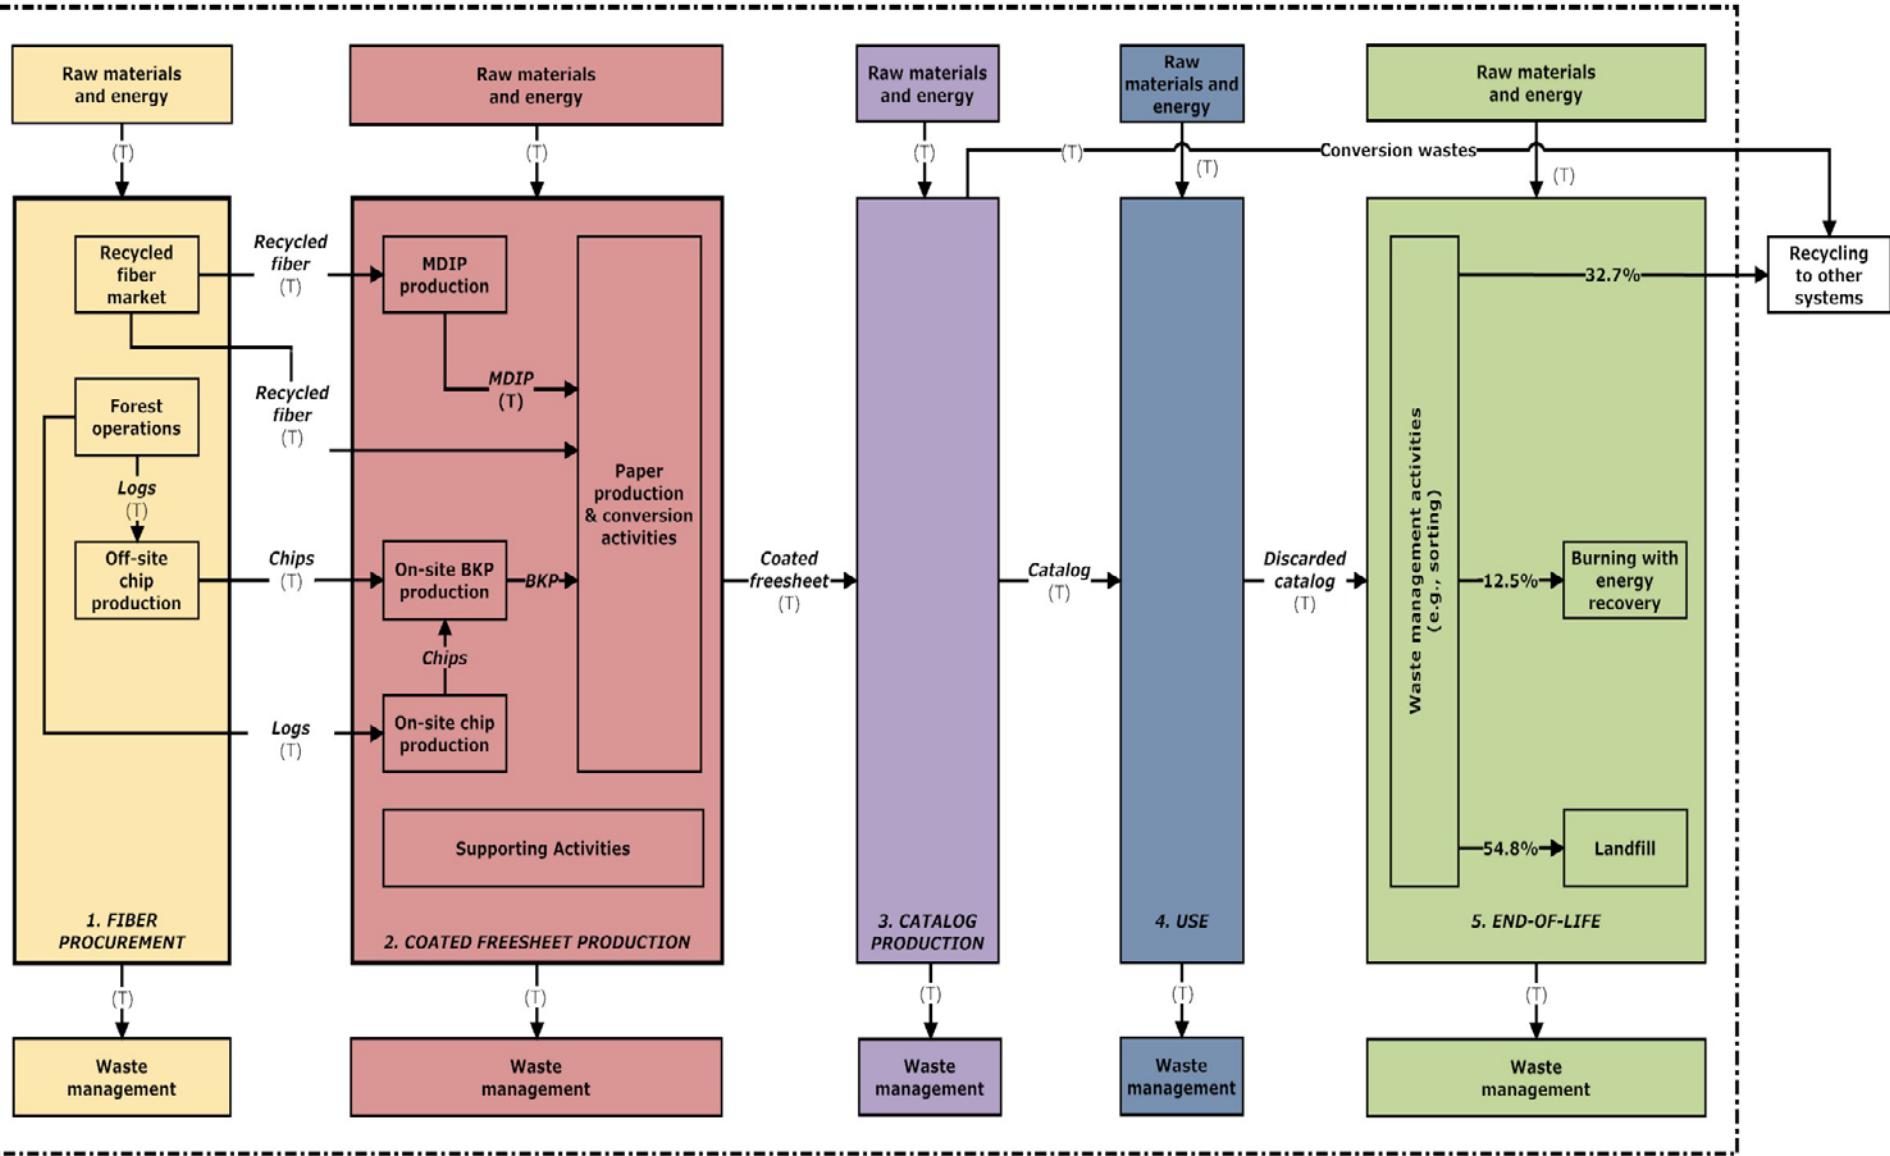 Raw materials
and energy
Raw materials
and energy
Raw materials
and energy
Raw
materials and
energy
Raw materials
and energy
(T)
(T)
(T)
(T)
(T)
(T)
Conversion wastes
Recycled
fiber
market
Recycled
fiber
(T)
MDIP
production
MDIP
(T)
Recycled
fiber
(T)
Forest
operations
Logs
(T)
Off-site
chip
production
Chips
(T)
On-site BKP
production
BKP
Chips
Logs
(T)
On-site chip
production
Paper
production
& conversion
activities
Supporting Activities
1. FIBER
PROCUREMENT
2. COATED FREESHEET PRODUCTION
Coated
freesheet
(T)
3. CATALOG
PRODUCTION
Catalog
(T)
4. USE
Discarded
catalog
(T)
Waste management activities
(e.g., sorting)
32.7%
Recycling
to other
systems
12.5%
Burning with
energy
recovery
54.8%
Landfill
5. END-OF-LIFE
(T)
(T)
(T)
(T)
(T)
Waste
management
Waste
management
Waste
management
Waste
management
Waste
management